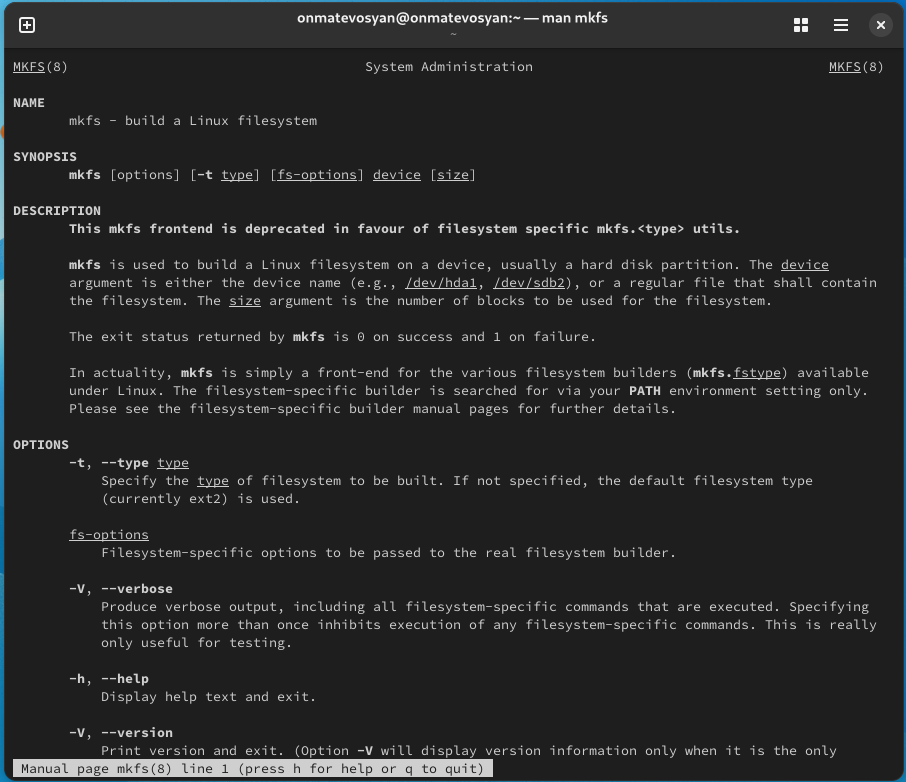 onmatevosyan@onmatevosyan:~ — man mkfs
~
MKFS(8) System Administration MKFS(8)
NAME
mkfs - build a Linux filesystem
SYNOPSIS
mkfs [options] [-t type] [fs-options] device [size]
DESCRIPTION
This mkfs frontend is deprecated in favour of filesystem specific mkfs.<type> utils.
mkfs is used to build a Linux filesystem on a device, usually a hard disk partition. The device
argument is either the device name (e.g., /dev/hda1, /dev/sdb2), or a regular file that shall contain
the filesystem. The size argument is the number of blocks to be used for the filesystem.
The exit status returned by mkfs is 0 on success and 1 on failure.
In actuality, mkfs is simply a front-end for the various filesystem builders (mkfs.fstype) available
under Linux. The filesystem-specific builder is searched for via your PATH environment setting only.
Please see the filesystem-specific builder manual pages for further details.
OPTIONS
-t, --type type
Specify the type of filesystem to be built. If not specified, the default filesystem type
(currently ext2) is used.
fs-options
Filesystem-specific options to be passed to the real filesystem builder.
-V, --verbose
Produce verbose output, including all filesystem-specific commands that are executed. Specifying
this option more than once inhibits execution of any filesystem-specific commands. This is really
only useful for testing.
-h, --help
Display help text and exit.
-V, --version
Print version and exit. (Option -V will display version information only when it is the only
Manual page mkfs(8) line 1 (press h for help or q to quit)